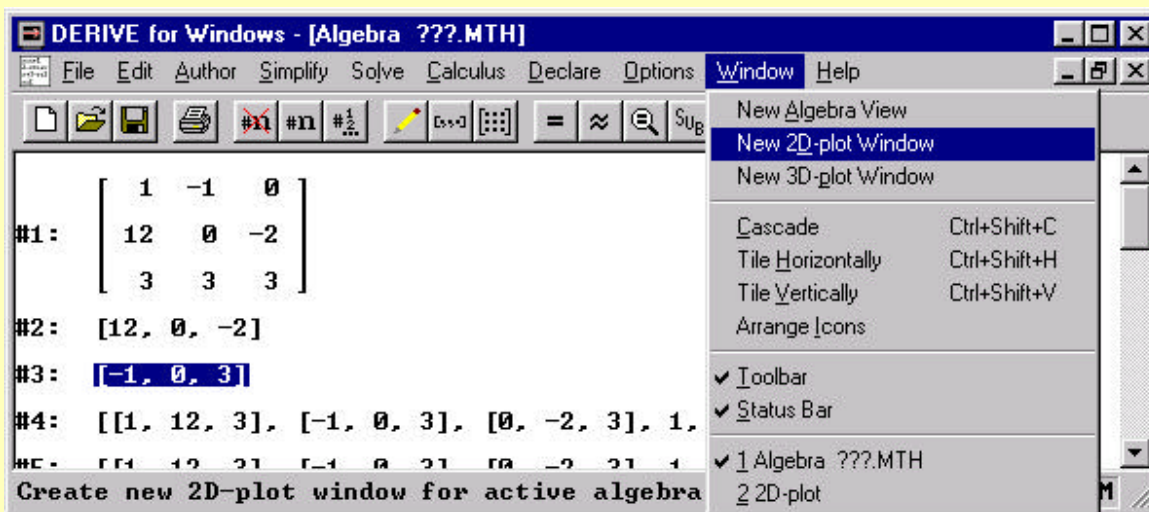 DERIVE for Windows - [Algebra ???.MTH]
File Edit Author Simplify Solve Calculus Declare Options Window Help
#n #n #½ = ≈ SUB
New Algebra View
New 2D-plot Window
New 3D-plot Window
Cascade Ctrl+Shift+C
Tile Horizontally Ctrl+Shift+H
Tile Vertically Ctrl+Shift+V
Arrange Icons
✓ Toolbar
✓ Status Bar
✓ 1 Algebra ???.MTH
2 2D-plot
1 -1 0
#1: 12 0 -2
3 3 3
#2: [12, 0, -2]
#3: [-1, 0, 3]
#4: [[1, 12, 3], [-1, 0, 3], [0, -2, 3], 1,
Create new 2D-plot window for active algebra